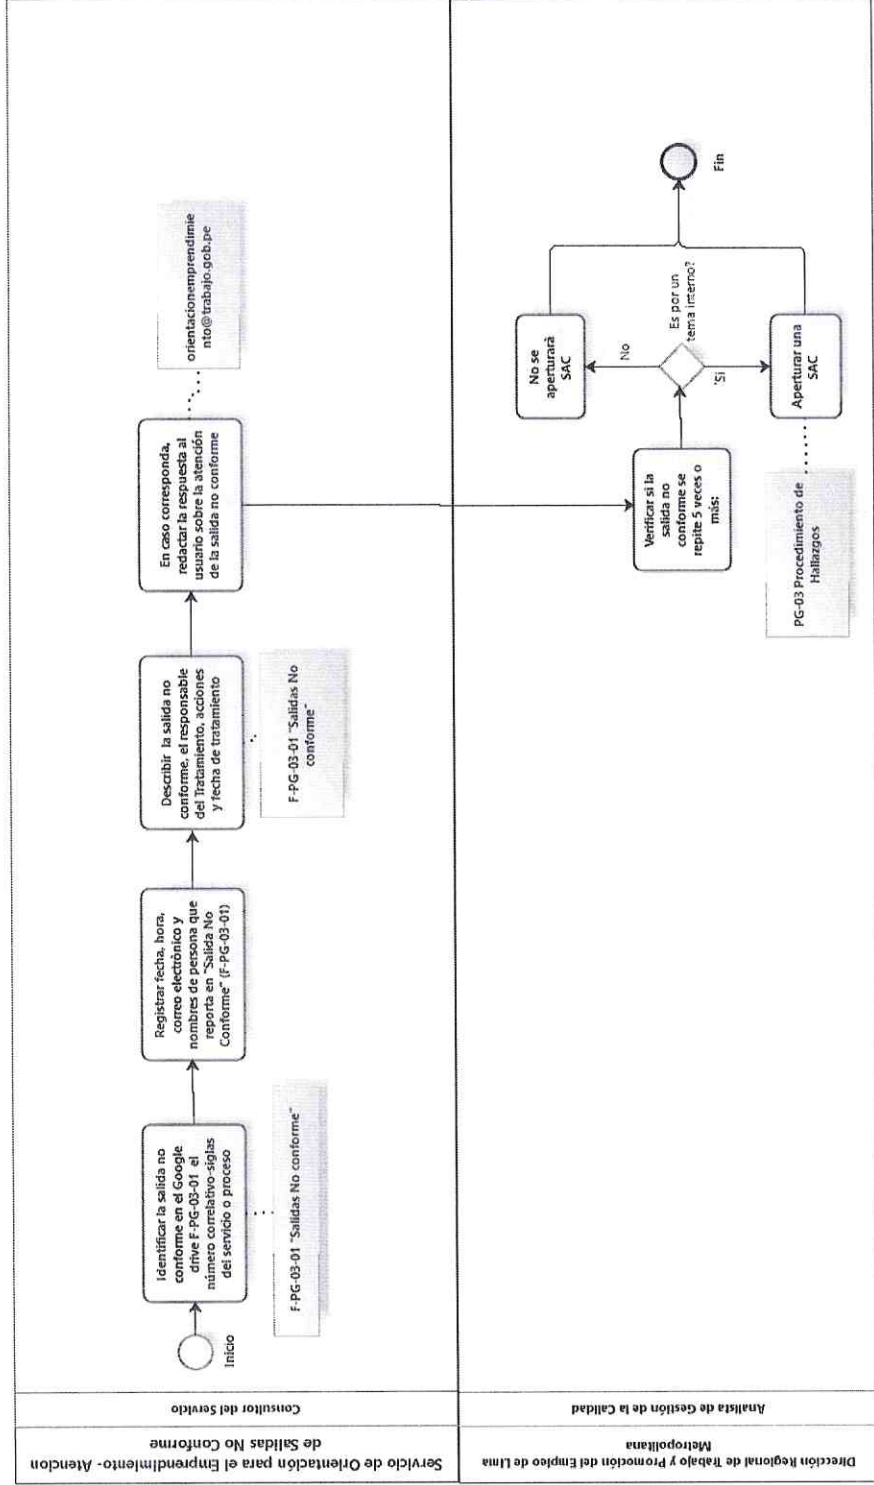 Servicio de Orientación para el Emprendimiento- Atencion
de Salidas No Conforme
Consultor del Servicio
Inicio
Identificar la salida no
conforme en el Google
drive F-PG-03-01 el
número correlativo-siglas
del servicio o proceso
F-PG-03-01 "Salidas No conforme"
Registrar fecha, hora,
correo electrònico y
nombres de persona que
reporta en "Salida No
Conforme" (F-PG-03-01)
Describir la salida no
conforme, el responsable
del Tratamiento, acciones
y fecha de tratamiento
F-PG-03-01 "Salidas No
conforme"
En caso corresponda,
redactar la respuesta al
usuario sobre la atención
de la salida no conforme
orientacionemprendimie
nto@trabajo.gob.pe
Dirección Regional de Trabajo y Promoción del Empleo de Lima
Metropolitana
Analista de Gestión de la Calidad
Verificar si la
salida no
conforme se
repite 5 veces o
más:
Es por un
tema interno?
No
No se
aperturarà
SAC
Si.
Aperturar una
SAC
PG-03 Procedimiento de
Hallazgos
Fin